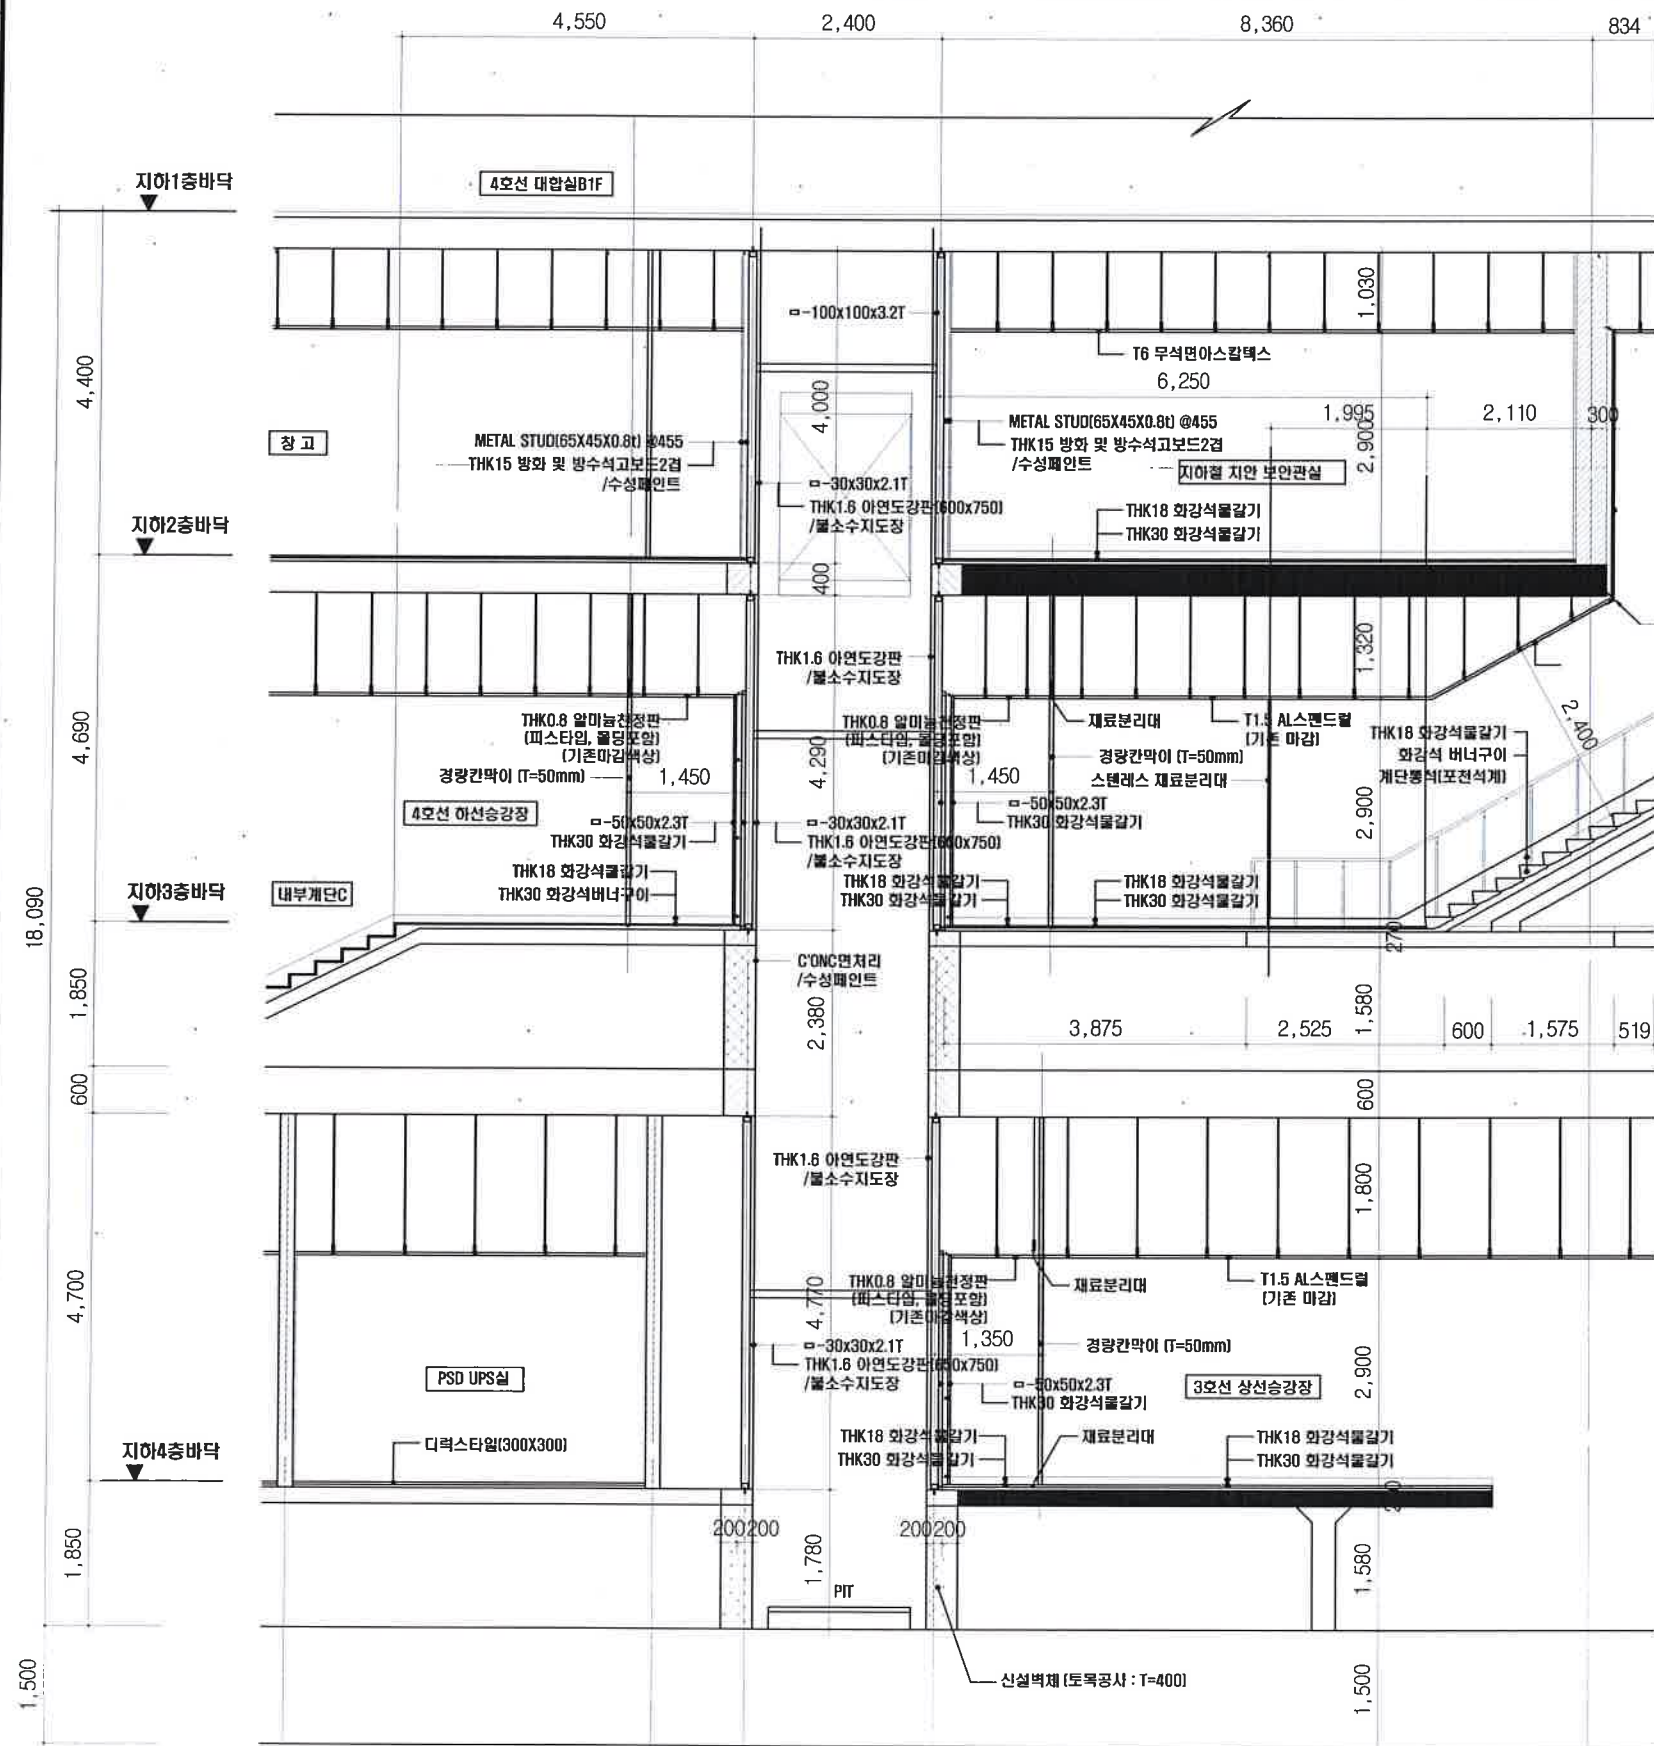 4,550
2,400
8,360
834
지하1층바닥
4호선 대합실B1F
1,030
ㅁ-100x100x3.2T
T6 무석면아스칼텍스
6,250
4,400
4,000
1,995
2,110
300
2,900
METAL STUD(65X45X0.8t) @455
THK15 방화 및 방수석고보드2겹
/수성페인트
창고
METAL STUD(65X45X0.8t) @455
THK15 방화 및 방수석고보드2겹
/수성페인트
지하철 치안 보안관실
ㅁ-30x30x2.1T
THK1.6 아연도강판(600x750)
/불소수지도장
THK18 화강석물갈기
THK30 화강석물갈기
지하2층바닥
400
1,320
THK1.6 아연도강판
/불소수지도장
2,400
4,690
THK0.8 알미늄천정판
(피스타입, 몰딩포함)
(기존마감색상)
THK0.8 알미늄천정판
(피스타입, 몰딩포함)
(기존마감색상)
재료분리대
T1.5 AL스팬드럴
(기존 마감)
THK18 화강석물갈기
화강석 버너구이
계단통석(포천석계)
경량칸막이 (T=50mm)
1,450
4,290
1,450
경량칸막이 (T=50mm)
스텐레스 재료분리대
2,900
4호선 하선승강장
ㅁ-50x50x2.3T
THK30 화강석물갈기
ㅁ-30x30x2.1T
THK1.6 아연도강판(600x750)
/불소수지도장
ㅁ-50x50x2.3T
THK30 화강석물갈기
THK18 화강석물갈기
THK30 화강석버너구이
THK18 화강석물갈기
THK30 화강석물갈기
THK18 화강석물갈기
THK30 화강석물갈기
지하3층바닥
내부계단C
18,090
270
C'ONC면처리
/수성페인트
1,850
2,380
1,580
3,875
2,525
600
1,575
519
600
600
THK1.6 아연도강판
/불소수지도장
1,800
4,700
4,770
THK0.8 알미늄천정판
(피스타입, 몰딩포함)
(기존마감색상)
재료분리대
T1.5 AL스팬드럴
(기존 마감)
1,350
ㅁ-30x30x2.1T
THK1.6 아연도강판(650x750)
/불소수지도장
경량칸막이 (T=50mm)
PSD UPS실
ㅁ-50x50x2.3T
THK30 화강석물갈기
3호선 상선승강장
2,900
지하4층바닥
디럭스타일(300X300)
THK18 화강석물갈기
THK30 화강석물갈기
재료분리대
THK18 화강석물갈기
THK30 화강석물갈기
200200
200200
1,850
1,780
1,580
PIT
신설벽체 (토목공사 : T=400)
1,500
1,500